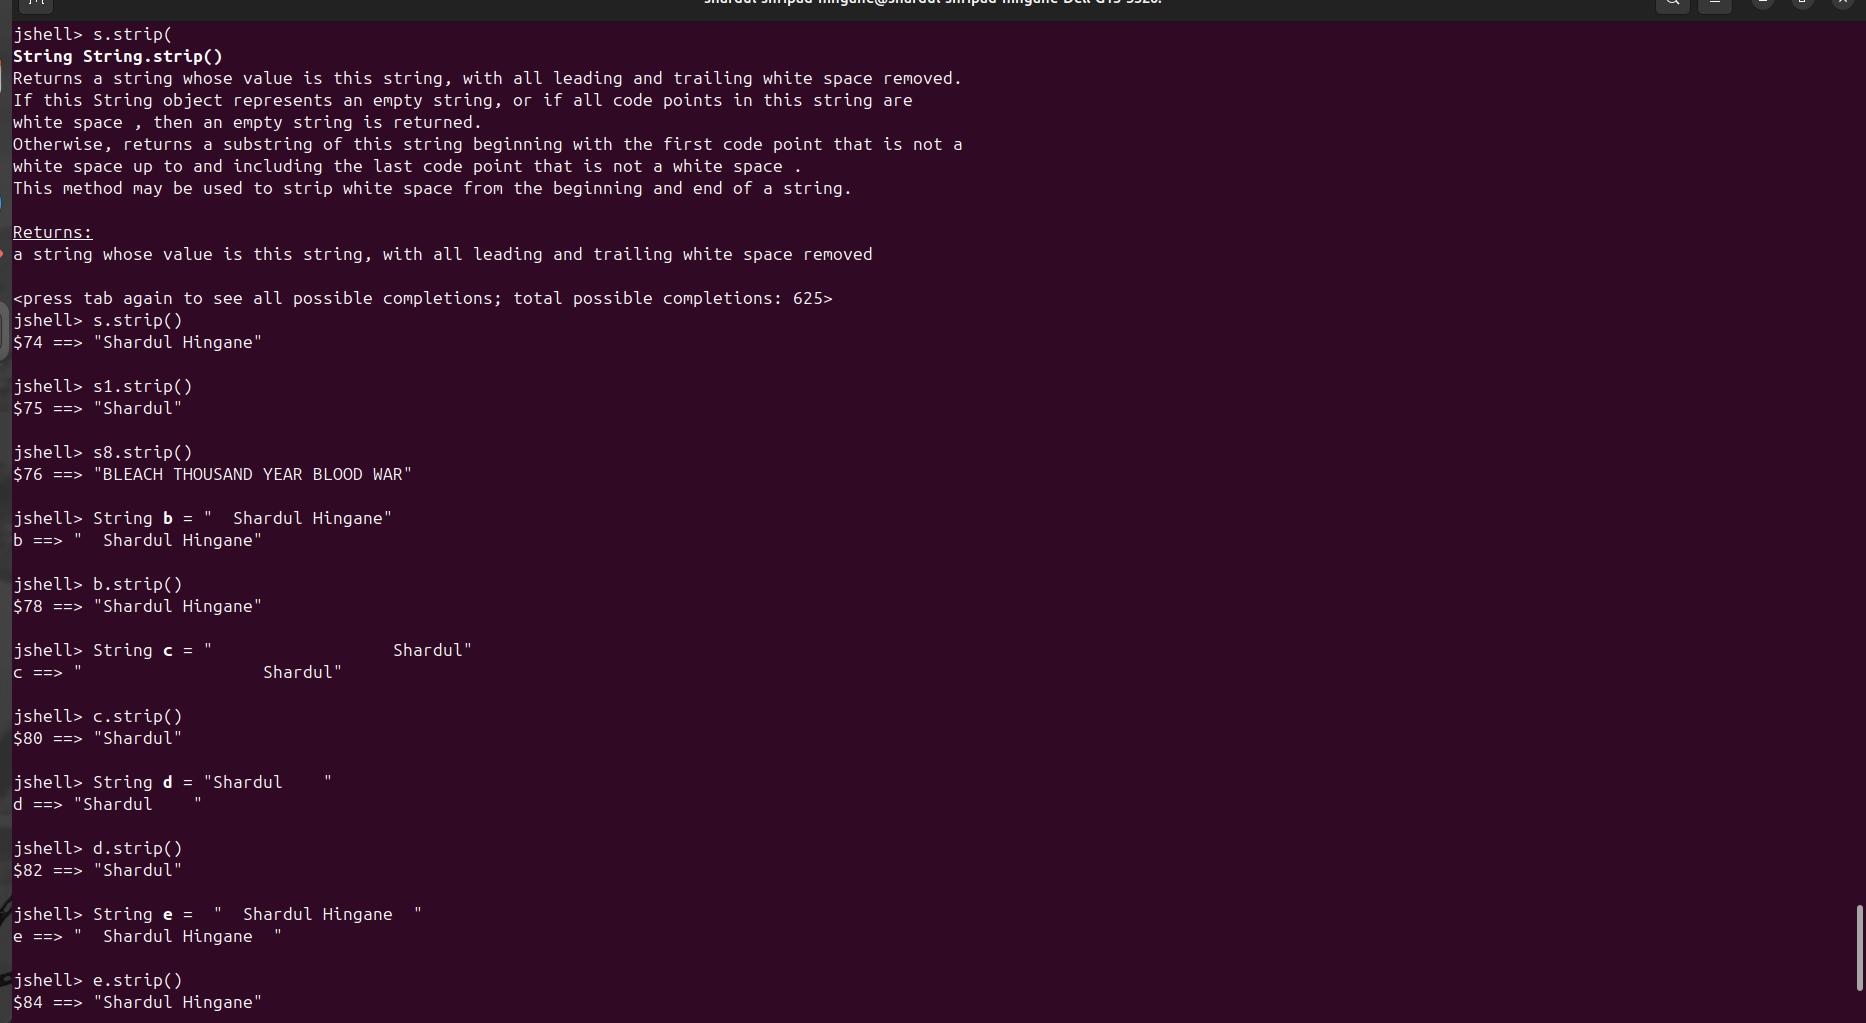 jshell> s.strip(
String String.strip()
Returns a string whose value is this string, with all leading and trailing white space removed.
If this String object represents an empty string, or if all code points in this string are
white space , then an empty string is returned.
Otherwise, returns a substring of this string beginning with the first code point that is not a
white space up to and including the last code point that is not a white space .
This method may be used to strip white space from the beginning and end of a string.

Returns:
a string whose value is this string, with all leading and trailing white space removed

<press tab again to see all possible completions; total possible completions: 625>
jshell> s.strip()
$74 ==> "Shardul Hingane"

jshell> s1.strip()
$75 ==> "Shardul"

jshell> s8.strip()
$76 ==> "BLEACH THOUSAND YEAR BLOOD WAR"

jshell> String b = "  Shardul Hingane"
b ==> "  Shardul Hingane"

jshell> b.strip()
$78 ==> "Shardul Hingane"

jshell> String c = "                  Shardul"
c ==> "                  Shardul"

jshell> c.strip()
$80 ==> "Shardul"

jshell> String d = "Shardul    "
d ==> "Shardul    "

jshell> d.strip()
$82 ==> "Shardul"

jshell> String e =  "  Shardul Hingane  "
e ==> "  Shardul Hingane  "

jshell> e.strip()
$84 ==> "Shardul Hingane"